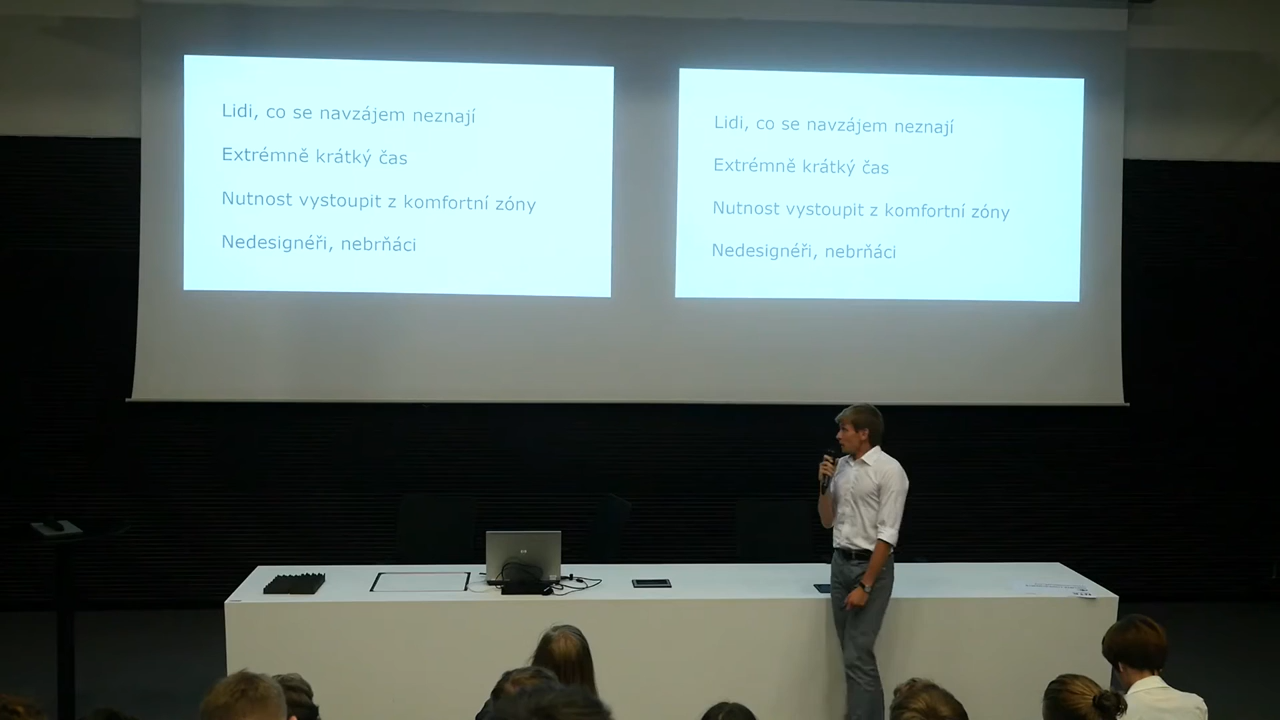 Lidi, co se navzájem neznají
Extrémně krátký čas
Nutnost vystoupit z komfortní zóny
Nedesignéři, nebrňáci
Lidi, co se navzájem neznají
Extrémně krátký čas
Nutnost vystoupit z komfortní zóny
Nedesignéři, nebrňáci